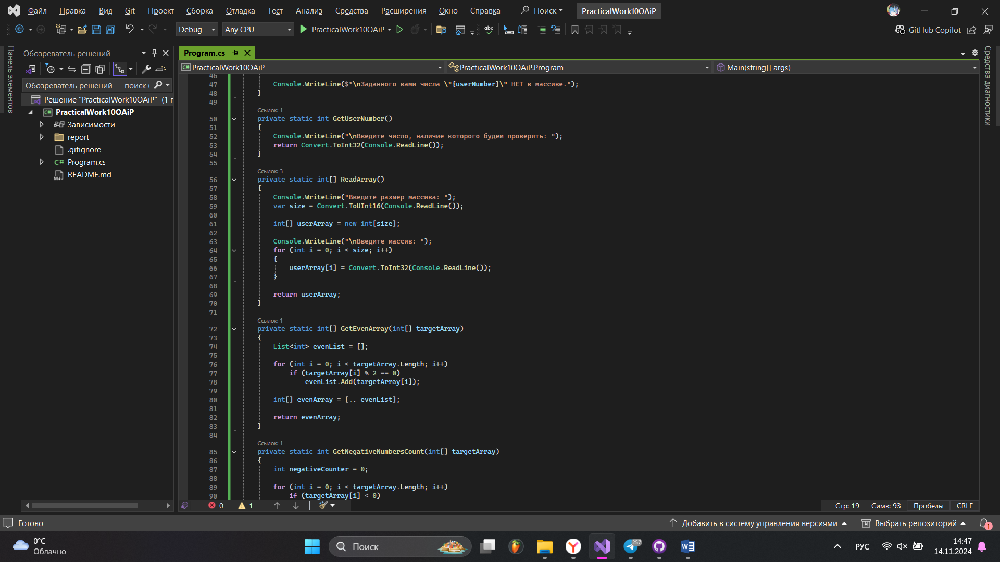 Файл Правка Вид Git Проект Сборка Отладка Тест Анализ Средства Расширения Окно Справка Поиск PracticalWork10OAiP
Debug Any CPU PracticalWork10OAiP GitHub Copilot
Панель элементов
Обозреватель решений
Обозреватель решений — поиск (
Решение "PracticalWork10OAiP" (1 г
PracticalWork10OAiP
Зависимости
report
.gitignore
Program.cs
README.md
Program.cs
PracticalWork10OAiP PracticalWork10OAiP.Program Main(string[] args)
46
47 Console.WriteLine($"\nЗаданного вами числа \"{userNumber}\" НЕТ в массиве.");
48 }
49
Ссылок: 1
50 private static int GetUserNumber()
51 {
52 Console.WriteLine("\nВведите число, наличие которого будем проверять: ");
53 return Convert.ToInt32(Console.ReadLine());
54 }
55
Ссылок: 3
56 private static int[] ReadArray()
57 {
58 Console.WriteLine("Введите размер массива: ");
59 var size = Convert.ToUInt16(Console.ReadLine());
60
61 int[] userArray = new int[size];
62
63 Console.WriteLine("\nВведите массив: ");
64 for (int i = 0; i < size; i++)
65 {
66 userArray[i] = Convert.ToInt32(Console.ReadLine());
67 }
68
69 return userArray;
70 }
71
Ссылок: 1
72 private static int[] GetEvenArray(int[] targetArray)
73 {
74 List<int> evenList = [];
75
76 for (int i = 0; i < targetArray.Length; i++)
77 if (targetArray[i] % 2 == 0)
78 evenList.Add(targetArray[i]);
79
80 int[] evenArray = [.. evenList];
81
82 return evenArray;
83 }
84
Ссылок: 1
85 private static int GetNegativeNumbersCount(int[] targetArray)
86 {
87 int negativeCounter = 0;
88
89 for (int i = 0; i < targetArray.Length; i++)
90 if (targetArray[i] < 0)
0 1 Стр: 19 Симв: 93 Пробелы CRLF
Средства диагностики
Готово Добавить в систему управления версиями Выбрать репозиторий 1
0°C
Облачно
Поиск
257
РУС
14:47
14.11.2024